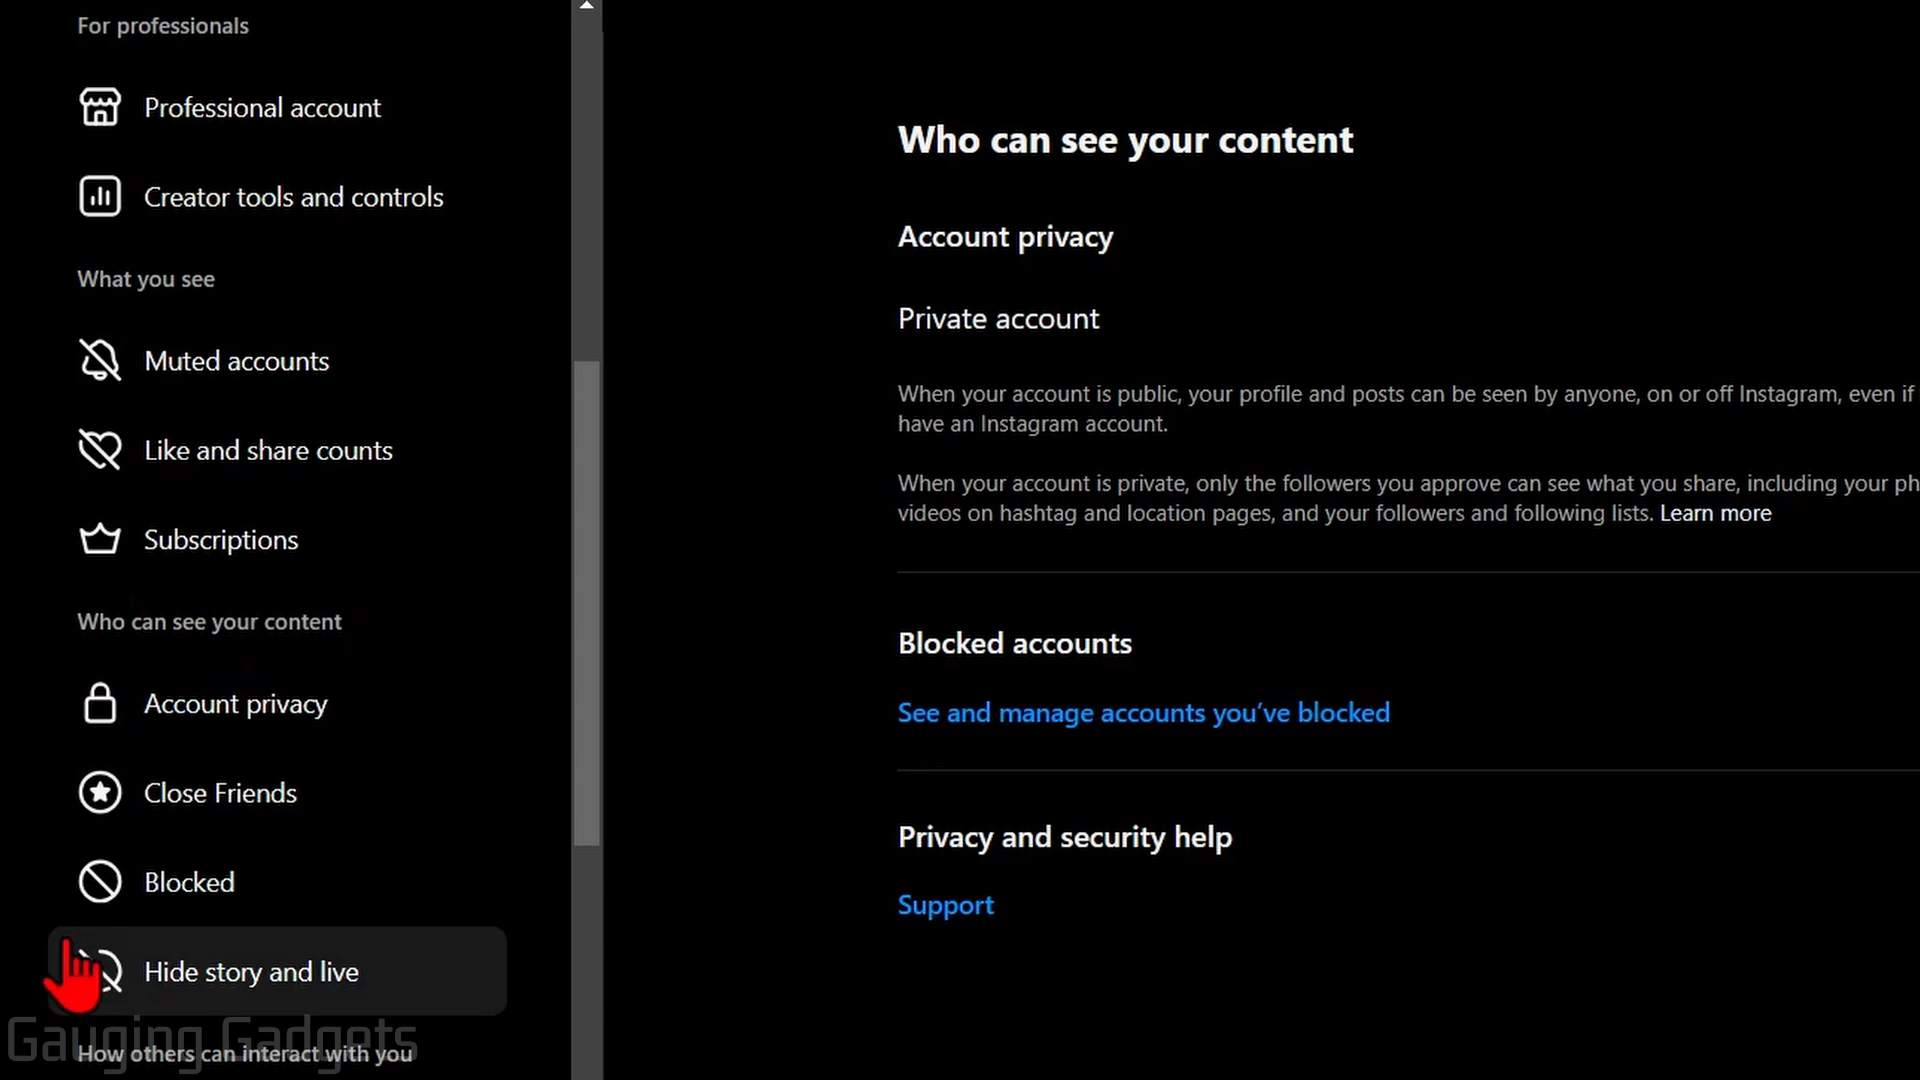 For professionals
Professional account
Creator tools and controls
What you see
Muted accounts
Like and share counts
Subscriptions
Who can see your content
Account privacy
Close Friends
Blocked
Hide story and live
How others can interact with you
Gauging Gadgets
Who can see your content
Account privacy
Private account
When your account is public, your profile and posts can be seen by anyone, on or off Instagram, even if
have an Instagram account.
When your account is private, only the followers you approve can see what you share, including your ph
videos on hashtag and location pages, and your followers and following lists. Learn more
Blocked accounts
See and manage accounts you’ve blocked
Privacy and security help
Support